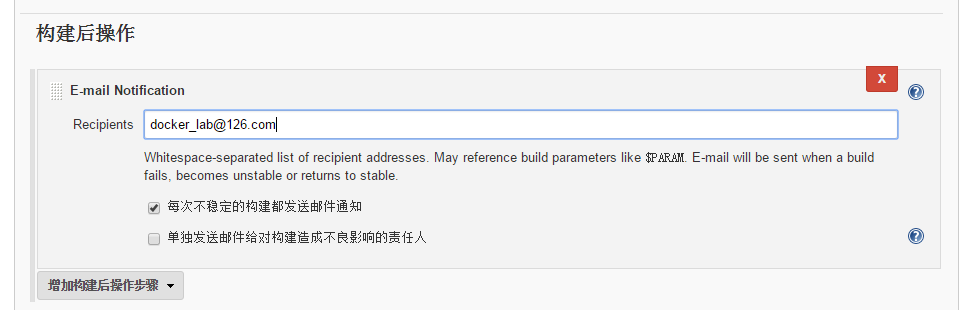 构建后操作
X
E-mail Notification
Recipients docker_lab@126.com
Whitespace-separated list of recipient addresses. May reference build parameters like $PARAM. E-mail will be sent when a build
fails, becomes unstable or returns to stable.
每次不稳定的构建都发送邮件通知
单独发送邮件给对构建造成不良影响的责任人
增加构建后操作步骤